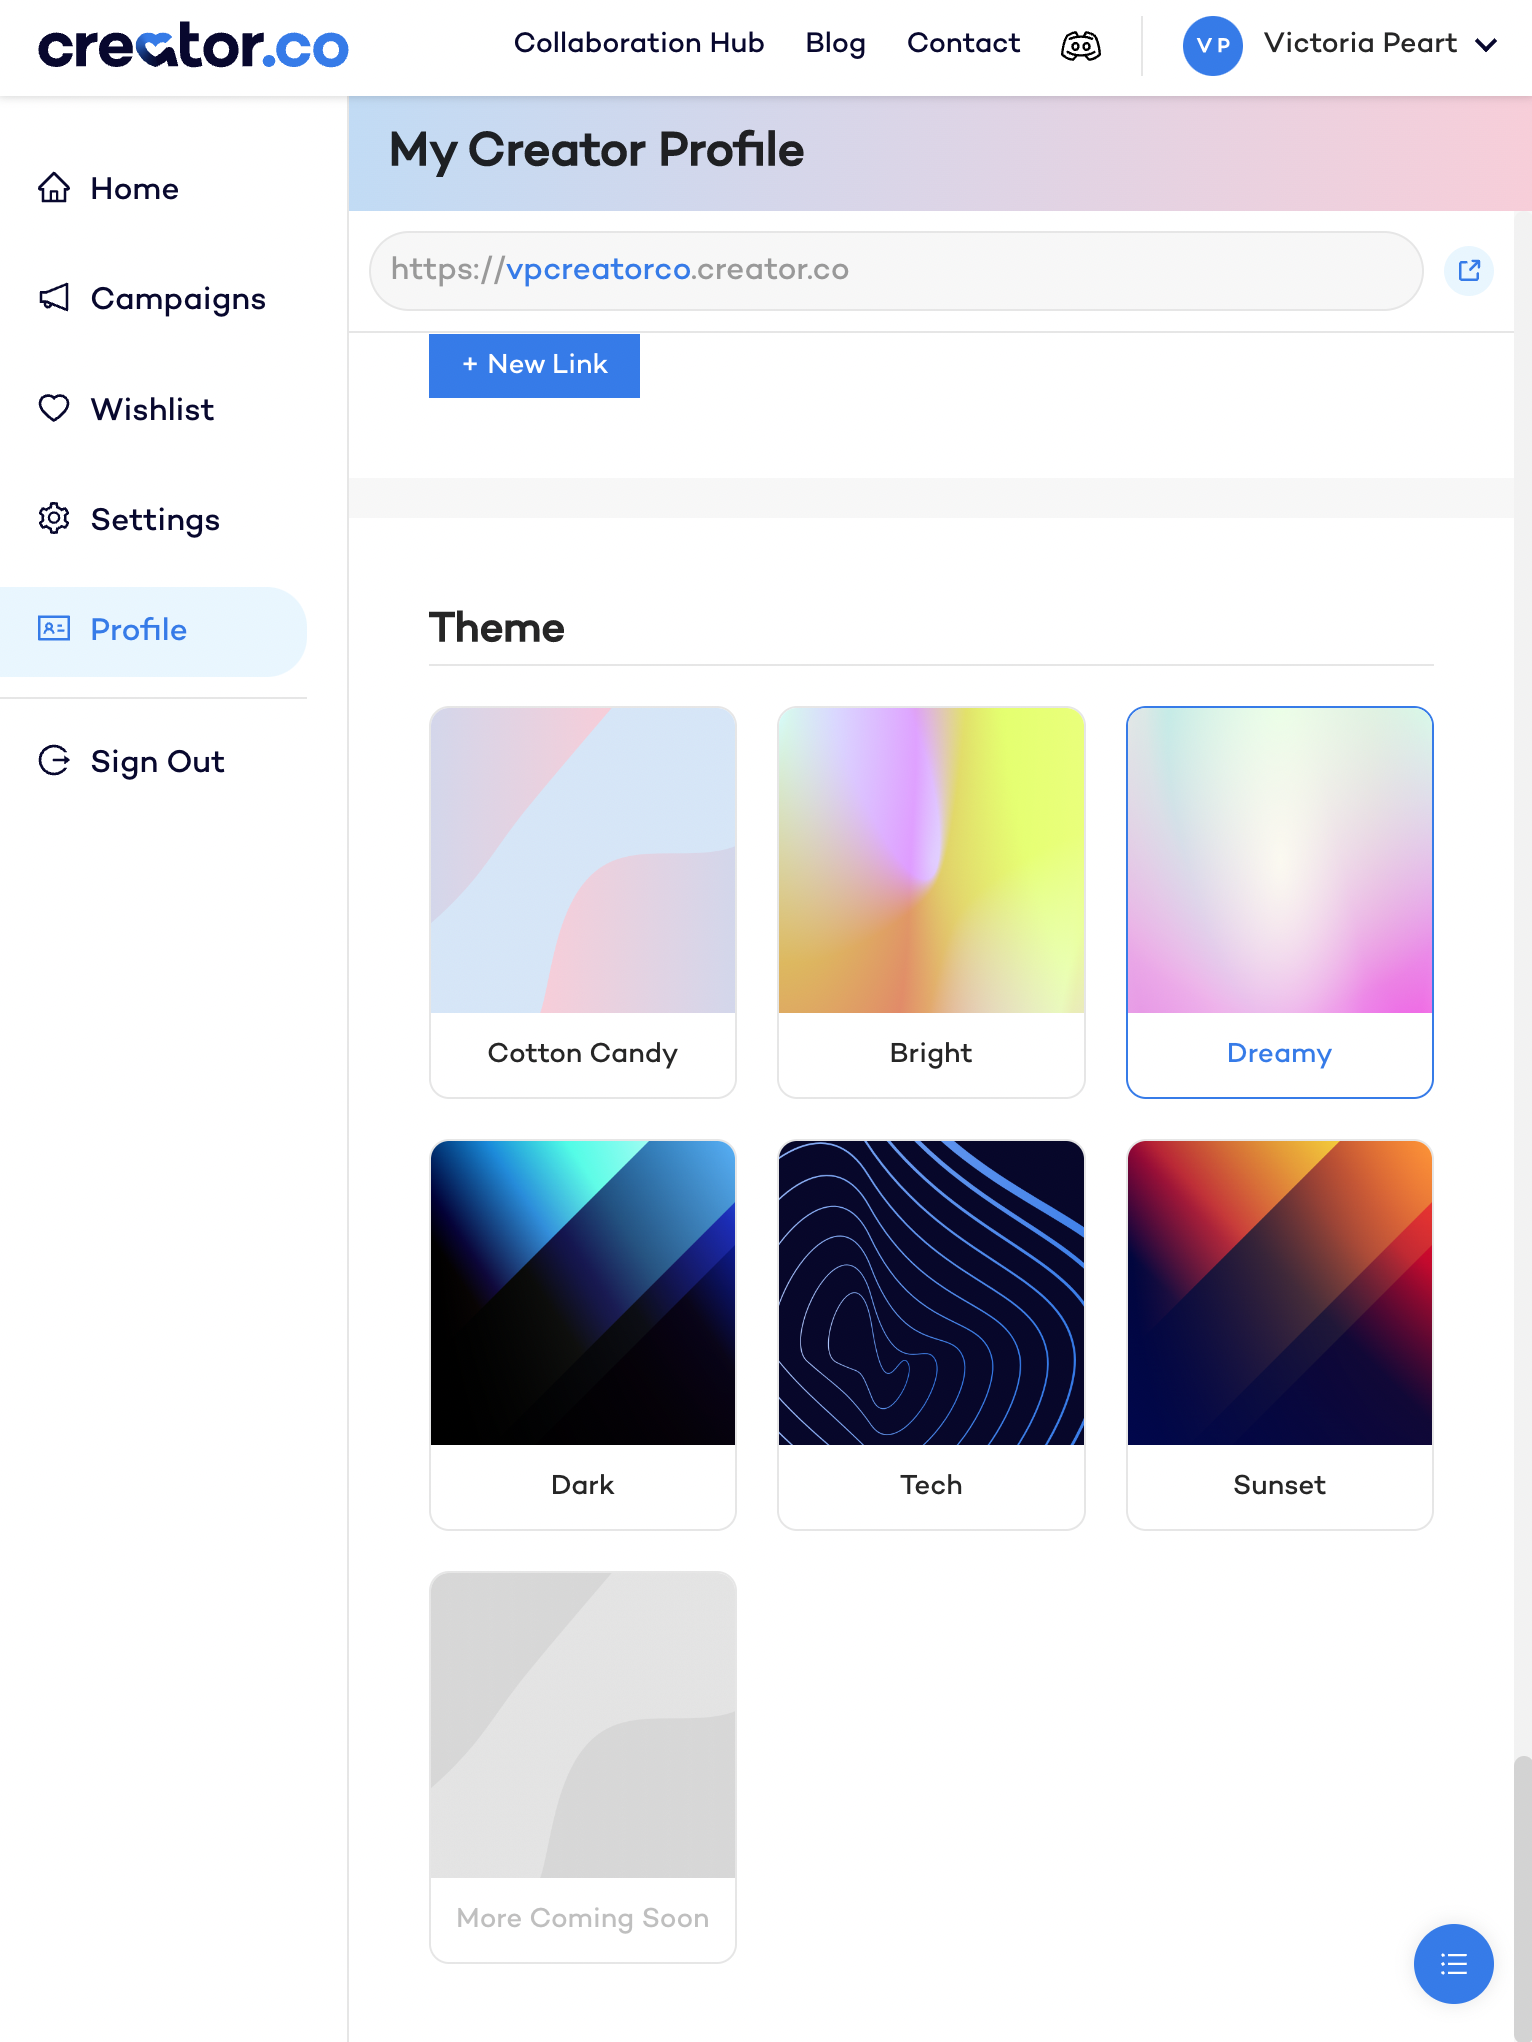 creator.co
Collaboration Hub
Blog
Contact
VP
Victoria Peart
Home
Campaigns
Wishlist
Settings
Profile
Sign Out
My Creator Profile
https://vpcreatorco.creator.co
+ New Link
Theme
Cotton Candy
Bright
Dreamy
Dark
Tech
Sunset
More Coming Soon